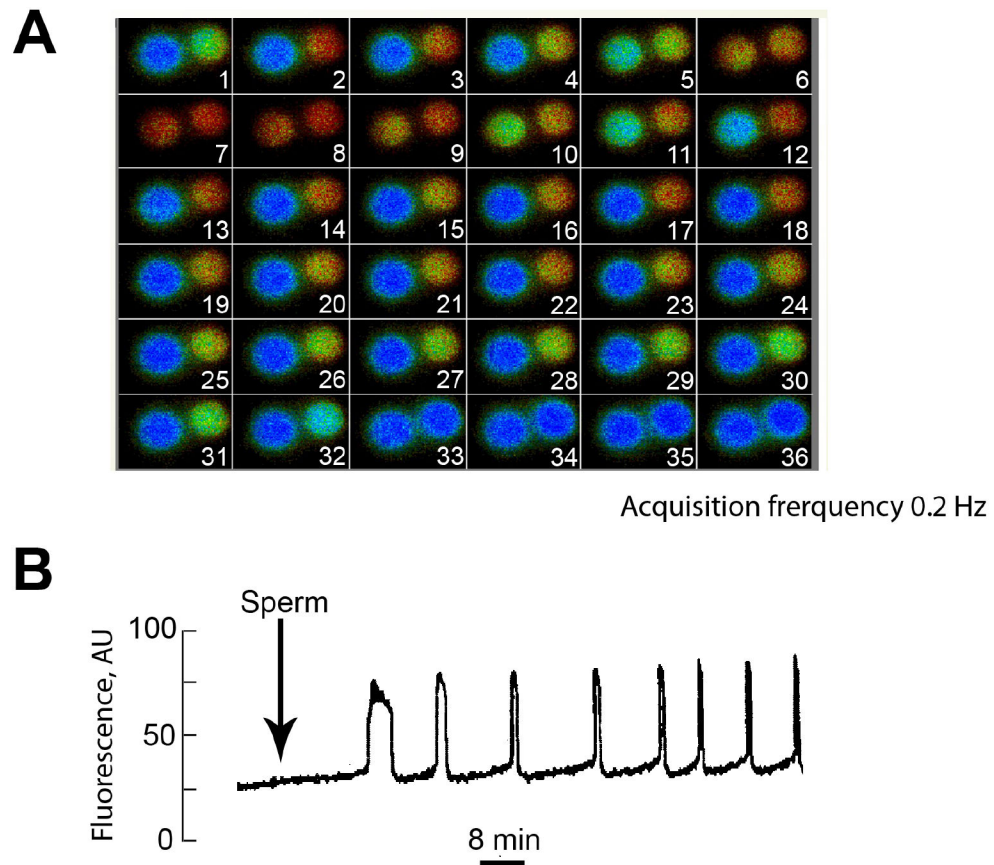 A
1 2 3 4 5 6
7 8 9 10 11 12
13 14 15 16 17 18
19 20 21 22 23 24
25 26 27 28 29 30
31 32 33 34 35 36
Acquisition frerquency 0.2 Hz
B
Sperm
Fluorescence, AU
100
50
0
8 min